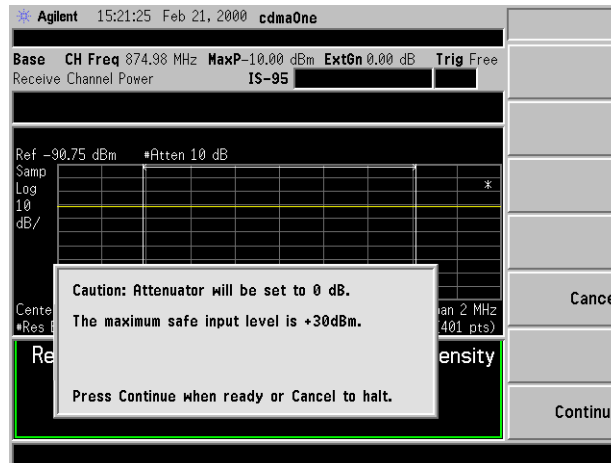 Agilent 15:21:25 Feb 21, 2000 cdmaOne
Base CH Freq 874.98 MHz MaxP-10.00 dBm ExtGn 0.00 dB Trig Free
Receive Channel Power IS-95
Ref -90.75 dBm #Atten 10 dB
Samp
Log
10
dB/
*
Caution: Attenuator will be set to 0 dB.
The maximum safe input level is +30dBm.
Press Continue when ready or Cancel to halt.
Cente
an 2 MHz
#Res
(401 pts)
Re
ensity
Cance
Continu